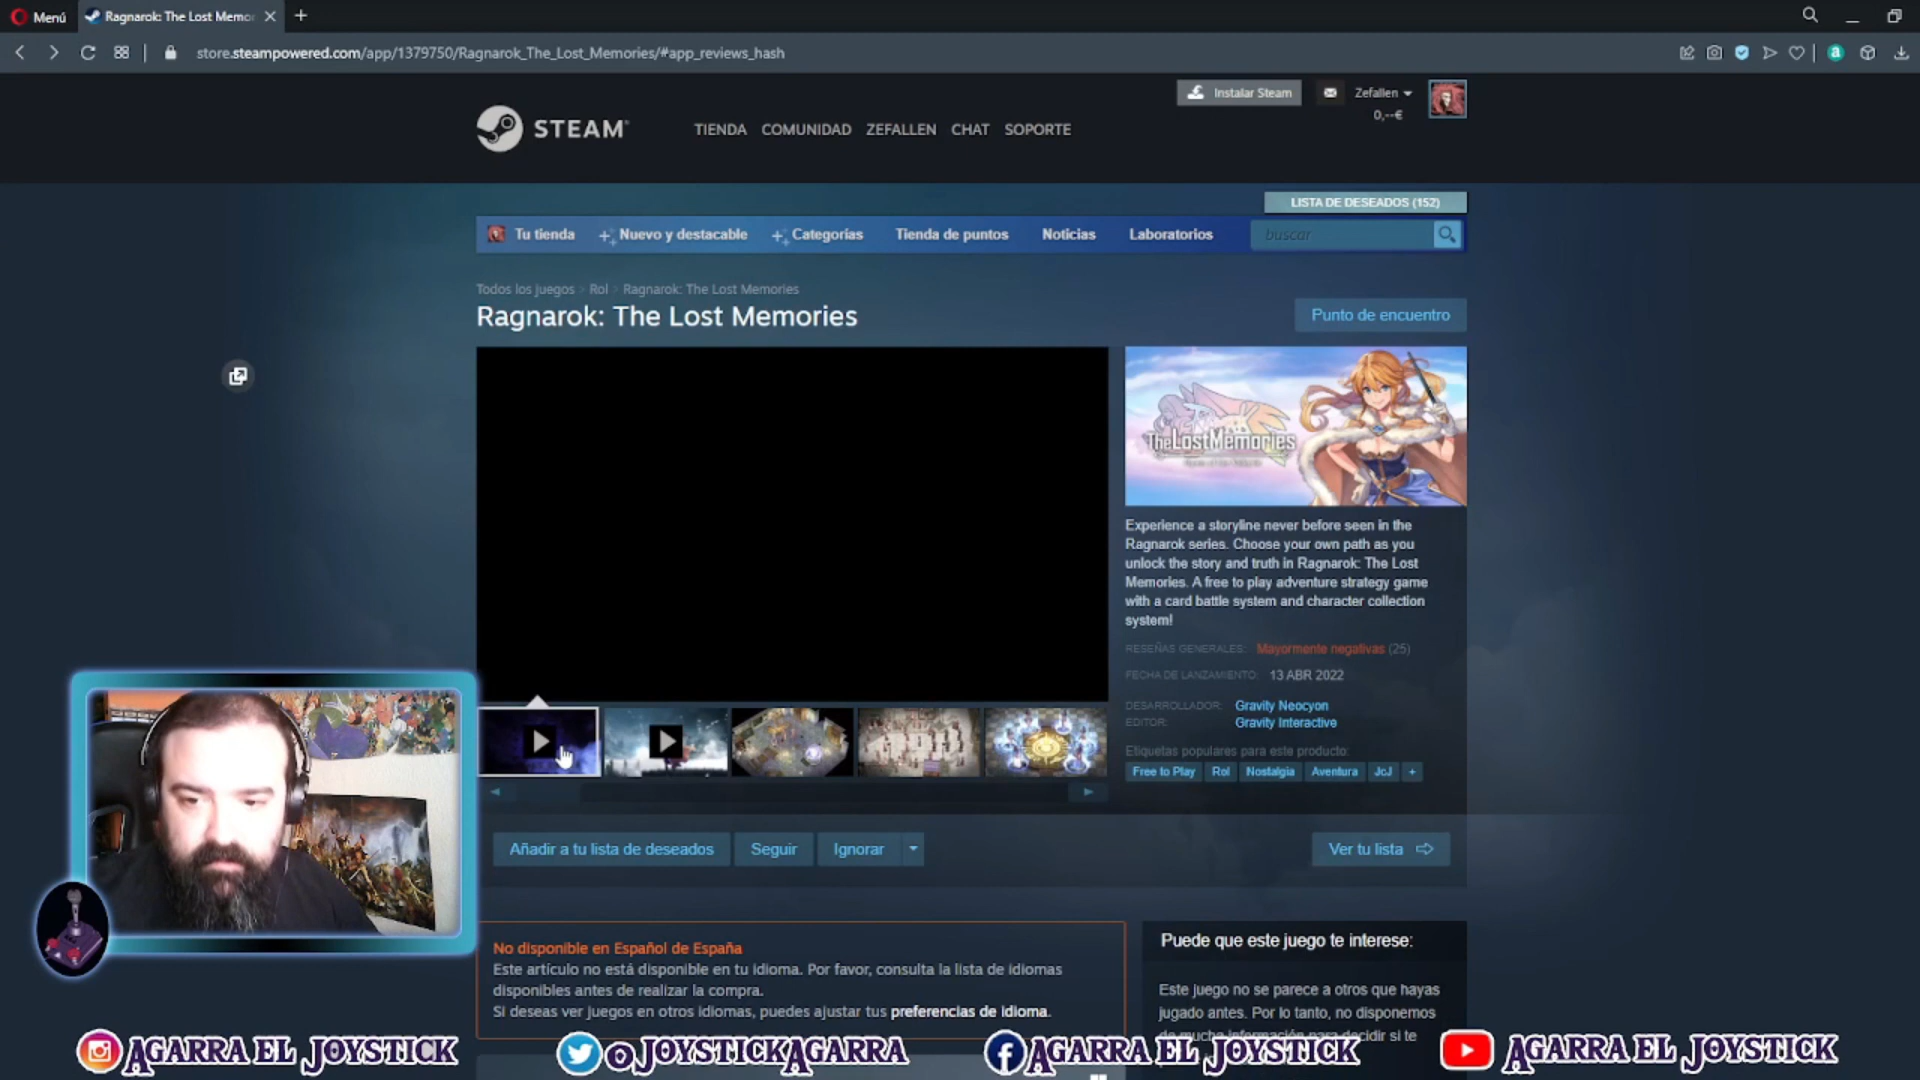 Menú
Ragnarok: The Lost Memo
store.steampowered.com/app/1379750/Ragnarok_The_Lost_Memories/#app_reviews_hash
Instalar Steam
Zefallen
0,--€
STEAM
TIENDA COMUNIDAD ZEFALLEN CHAT SOPORTE
LISTA DE DESEADOS (152)
Tu tienda Nuevo y destacable Categorías Tienda de puntos Noticias Laboratorios buscar
Todos los juegos > Rol > Ragnarok: The Lost Memories
Ragnarok: The Lost Memories
Punto de encuentro
TheLostMemories
Experience a storyline never before seen in the
Ragnarok series. Choose your own path as you
unlock the story and truth in Ragnarok: The Lost
Memories. A free to play adventure strategy game
with a card battle system and character collection
system!
RESEÑAS GENERALES: Mayormente negativas (25)
FECHA DE LANZAMIENTO: 13 ABR 2022
DESARROLLADOR: Gravity Neocyon
EDITOR: Gravity Interactive
Etiquetas populares para este producto:
Free to Play Rol Nostalgia Aventura JcJ +
Añadir a tu lista de deseados Seguir Ignorar
Ver tu lista
No disponible en Español de España
Este artículo no está disponible en tu idioma. Por favor, consulta la lista de idiomas
disponibles antes de realizar la compra.
Si deseas ver juegos en otros idiomas, puedes ajustar tus preferencias de idioma.
Puede que este juego te interese:
Este juego no se parece a otros que hayas
jugado antes. Por lo tanto, no disponemos
de mucha información para decidir si te
AGARRA EL JOYSTICK
@JOYSTICKAGARRA
AGARRA EL JOYSTICK
AGARRA EL JOYSTICK